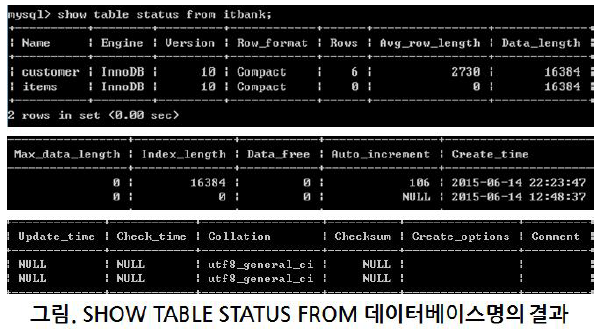 mysql> show table status from itbank;
| Name | Engine | Version | Row_format | Rows | Avg_row_length | Data_length
| customer | InnoDB | 10 | Compact | 6 | 2730 | 16384
| items | InnoDB | 10 | Compact | 0 | 0 | 16384
2 rows in set <0.00 sec>
Max_data_length | Index_length | Data_free | Auto_increment | Create_time
0 | 16384 | 0 | 106 | 2015-06-14 22:23:47
0 | 0 | 0 | NULL | 2015-06-14 12:48:37
| Update_time | Check_time | Collation | Checksum | Create_options | Comment
| NULL | NULL | utf8_general_ci | NULL | | |
| NULL | NULL | utf8_general_ci | NULL | | |
그림. SHOW TABLE STATUS FROM 데이터베이스명의 결과